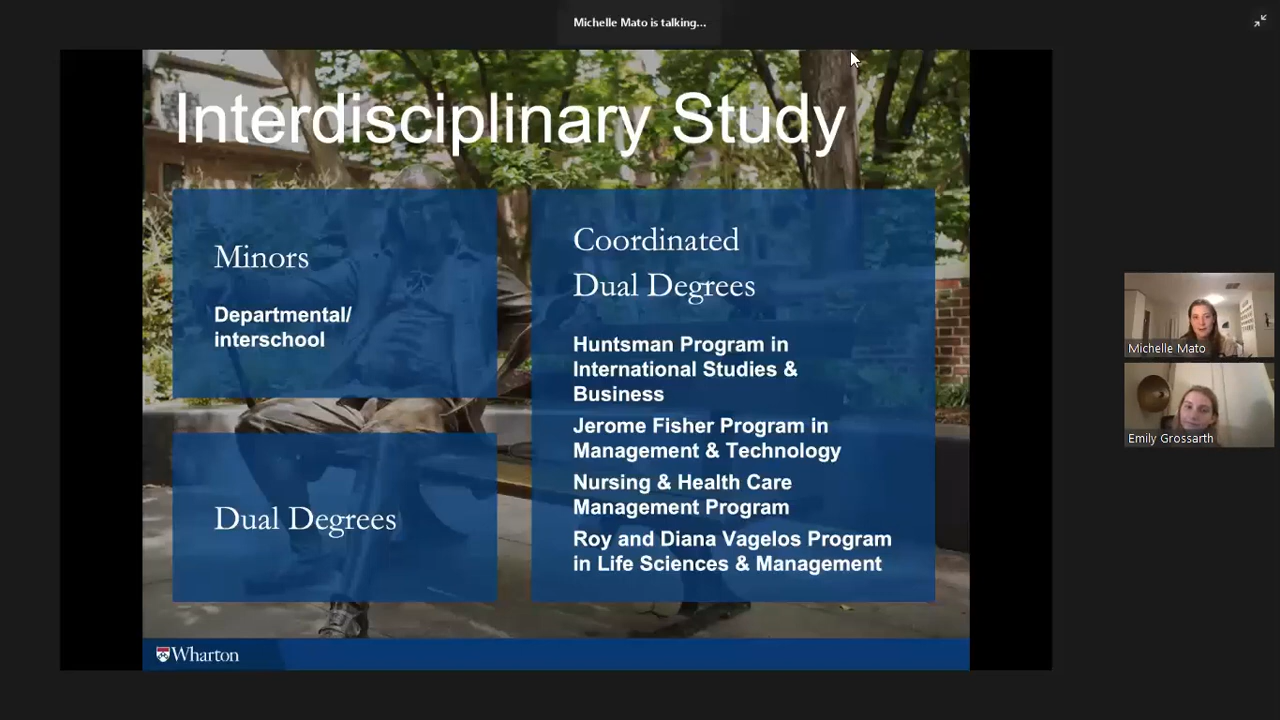 Michelle Mato is talking...
Interdisciplinary Study
Minors
Departmental/
interschool
Dual Degrees
Coordinated
Dual Degrees
Huntsman Program in
International Studies &
Business
Jerome Fisher Program in
Management & Technology
Nursing & Health Care
Management Program
Roy and Diana Vagelos Program
in Life Sciences & Management
Wharton
Michelle Mato
Emily Grossarth